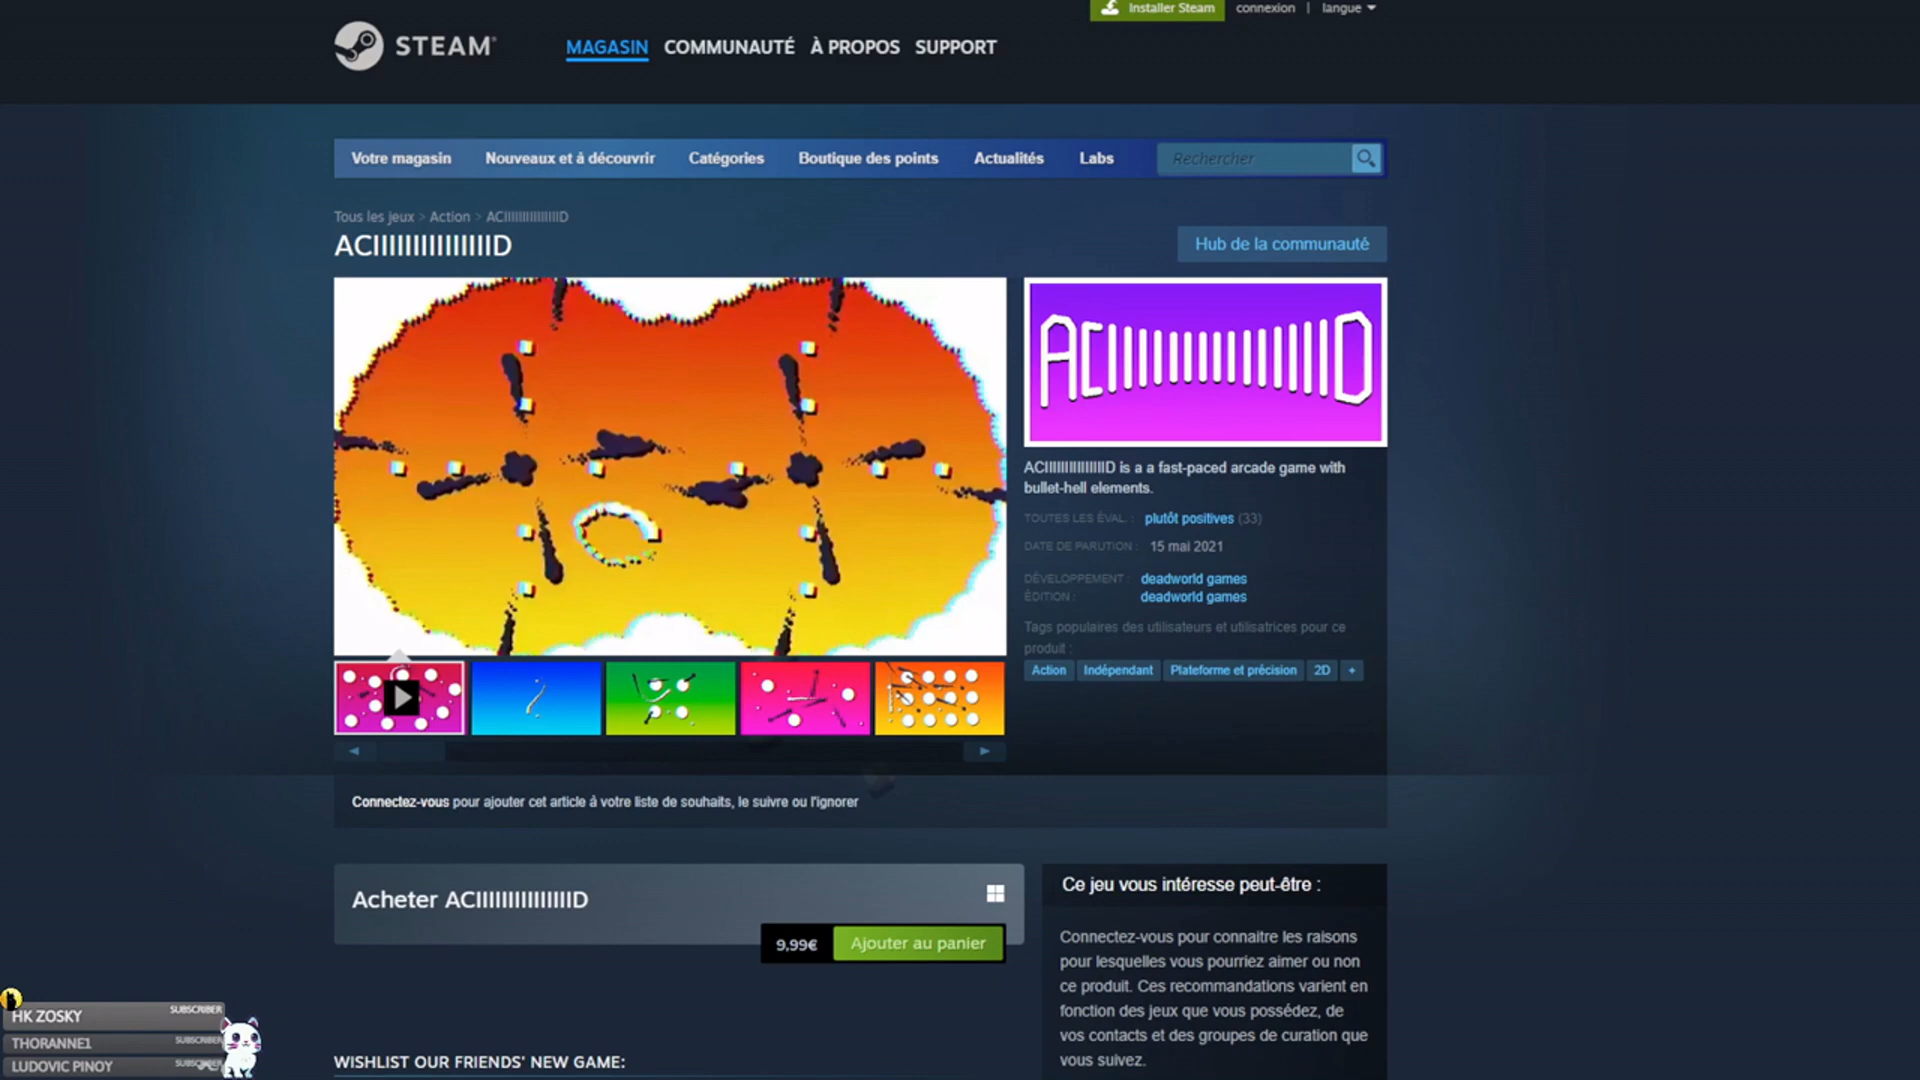 Installer Steam connexion | langue
STEAM® MAGASIN COMMUNAUTÉ À PROPOS SUPPORT
Votre magasin Nouveaux et à découvrir Catégories Boutique des points Actualités Labs Rechercher
Tous les jeux > Action > ACIIIIIIIIIIIIIIID
ACIIIIIIIIIIIIIIID
Hub de la communauté
ACIIIIIIIIIIIIIIID
ACIIIIIIIIIIIIIIID is a a fast-paced arcade game with
bullet-hell elements.
TOUTES LES ÉVAL. : plutôt positives (33)
DATE DE PARUTION : 15 mai 2021
DÉVELOPPEMENT : deadworld games
ÉDITION : deadworld games
Tags populaires des utilisateurs et utilisatrices pour ce
produit :
Action Indépendant Plateforme et précision 2D +
Connectez-vous pour ajouter cet article à votre liste de souhaits, le suivre ou l'ignorer
Acheter ACIIIIIIIIIIIIIIID
9,99€ Ajouter au panier
Ce jeu vous intéresse peut-être :
Connectez-vous pour connaitre les raisons
pour lesquelles vous pourriez aimer ou non
ce produit. Ces recommandations varient en
fonction des jeux que vous possédez, de
vos contacts et des groupes de curation que
vous suivez.
WISHLIST OUR FRIENDS' NEW GAME:
HK ZOSKY SUBSCRIBER
THORANNE1 SUBSCRIBER
LUDOVIC PINOY SUBSCRIBER